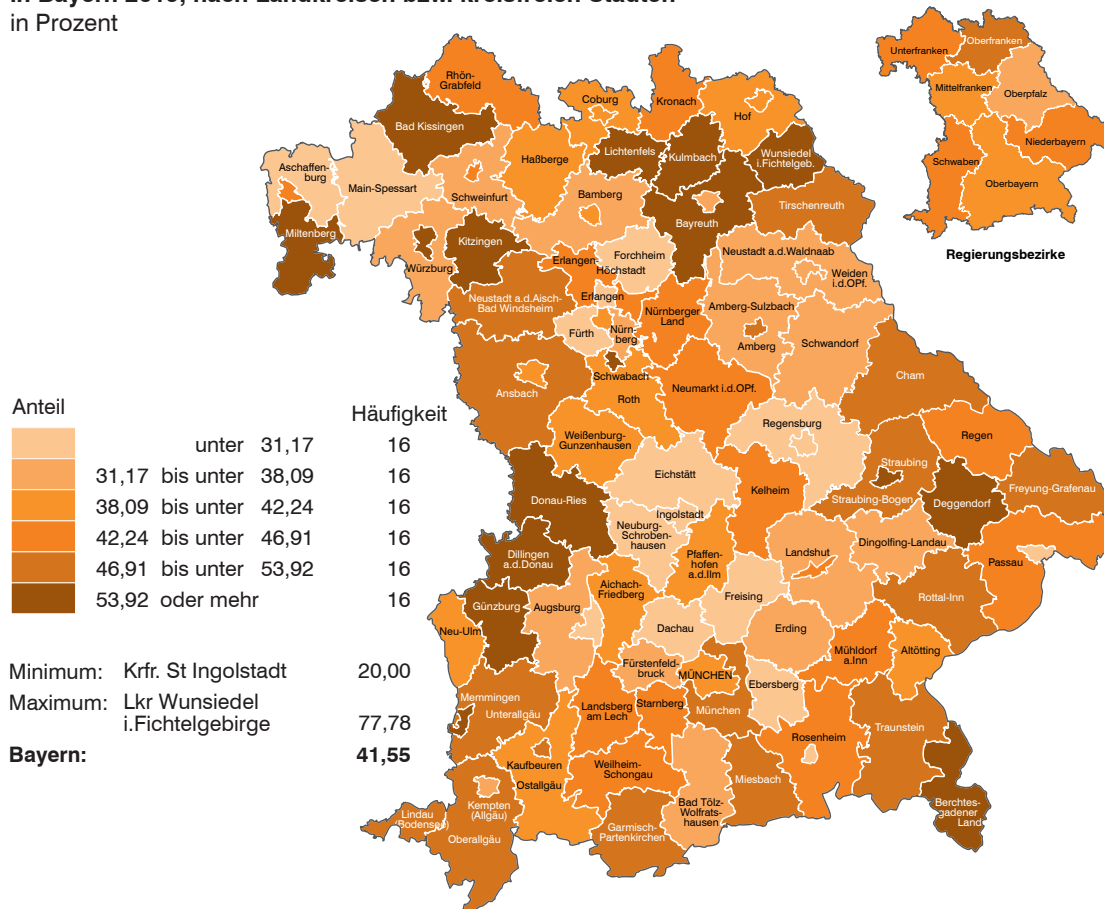 in Prozent
Anteil
Häufigkeit
unter 31,17 16
31,17 bis unter 38,09 16
38,09 bis unter 42,24 16
42,24 bis unter 46,91 16
46,91 bis unter 53,92 16
53,92 oder mehr 16
Minimum: Krfr. St Ingolstadt 20,00
Maximum: Lkr Wunsiedel
i.Fichtelgebirge 77,78
Bayern: 41,55
Rhön-
Grabfeld
Bad Kissingen
Coburg
Kronach
Hof
Aschaffen-
burg
Main-Spessart
Haßberge
Lichtenfels
Kulmbach
Wunsiedel
i.Fichtelgeb.
Schweinfurt
Bamberg
Tirschenreuth
Miltenberg
Bayreuth
Würzburg
Kitzingen
Forchheim
Erlangen
Höchstadt
Neustadt a.d.Waldnaab
Weiden
i.d.OPf.
Neustadt a.d.Aisch-
Bad Windsheim
Erlangen
Fürth
Nürn-
berg
Nürnberger
Land
Amberg-Sulzbach
Amberg
Schwandorf
Ansbach
Schwabach
Roth
Neumarkt i.d.OPf.
Cham
Weißenburg-
Gunzenhausen
Regensburg
Regen
Eichstätt
Straubing
Donau-Ries
Kelheim
Straubing-Bogen
Deggendorf
Freyung-Grafenau
Ingolstadt
Neuburg-
Schroben-
hausen
Dillingen
a.d.Donau
Pfaffen-
hofen
a.d.Ilm
Landshut
Dingolfing-Landau
Passau
Günzburg
Augsburg
Aichach-
Friedberg
Freising
Rottal-Inn
Neu-Ulm
Dachau
Erding
Mühldorf
a.Inn
Altötting
Fürstenfeld-
bruck
MÜNCHEN
Ebersberg
Memmingen
Unterallgäu
Landsberg
am Lech
Starnberg
München
Traunstein
Rosenheim
Kaufbeuren
Ostallgäu
Weilheim-
Schongau
Miesbach
Bad Tölz-
Wolfrats-
hausen
Berchtes-
gadener
Land
Kempten
(Allgäu)
Lindau
(Bodensee)
Oberallgäu
Garmisch-
Partenkirchen
Unterfranken
Oberfranken
Mittelfranken
Oberpfalz
Niederbayern
Schwaben
Oberbayern
Regierungsbezirke